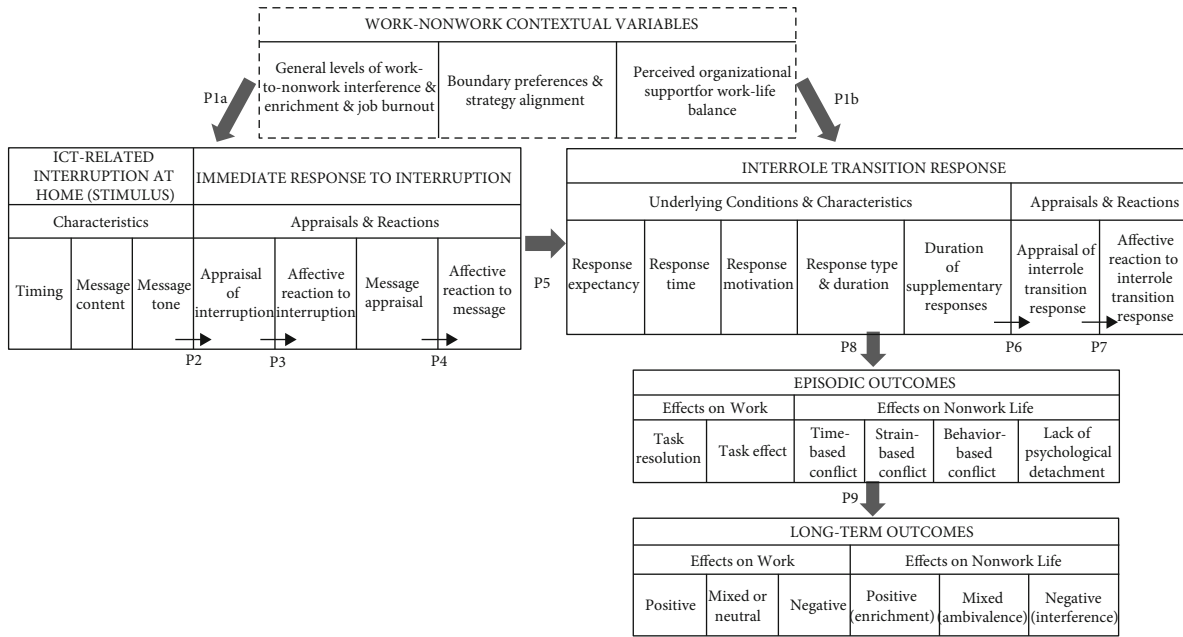 WORK-NONWORK CONTEXTUAL VARIABLES
General levels of work-
to-nonwork interference &
enrichment & job burnout
Boundary preferences &
strategy alignment
Perceived organizational
supportfor work-life
balance
P1a
P1b
ICT-RELATED
INTERRUPTION AT
HOME (STIMULUS)
IMMEDIATE RESPONSE TO INTERRUPTION
Characteristics
Appraisals & Reactions
Timing
Message
content
Message
tone
Appraisal
of
interruption
Affective
reaction to
interruption
Message
appraisal
Affective
reaction to
message
P2
P3
P4
P5
INTERROLE TRANSITION RESPONSE
Underlying Conditions & Characteristics
Appraisals & Reactions
Response
expectancy
Response
time
Response
motivation
Response type
& duration
Duration
of
supplementary
responses
Appraisal of
interrole
transition
response
Affective
reaction to
interrole
transition
response
P8
P6
P7
EPISODIC OUTCOMES
Effects on Work
Effects on Nonwork Life
Task
resolution
Task effect
Time-
based
conflict
Strain-
based
conflict
Behavior-
based
conflict
Lack of
psychological
detachment
P9
LONG-TERM OUTCOMES
Effects on Work
Effects on Nonwork Life
Positive
Mixed or
neutral
Negative
Positive
(enrichment)
Mixed
(ambivalence)
Negative
(interference)